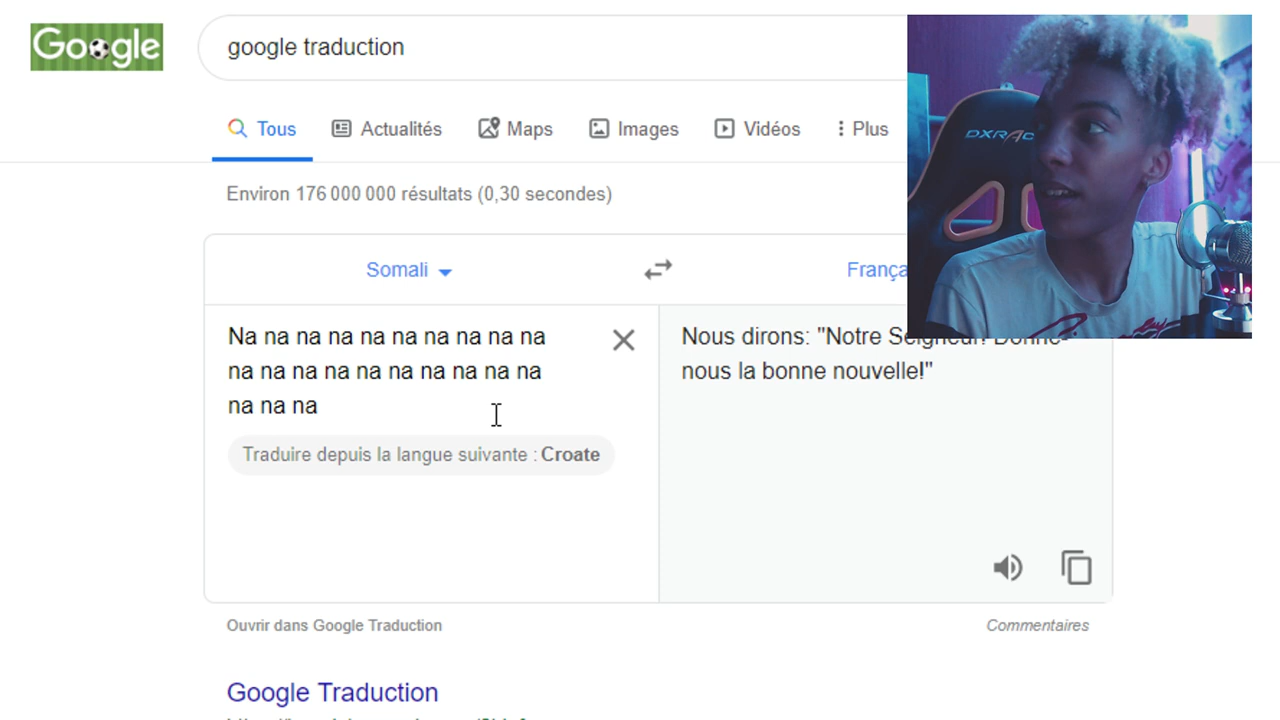 Google
google traduction
Tous
Actualités
Maps
Images
Vidéos
Plus
DXRAC
Environ 176 000 000 résultats (0,30 secondes)
Somali
França
Na na na na na na na na na na
na na na na na na na na na na
na na na
Traduire depuis la langue suivante : Croate
Nous dirons: "Notre Seigneur! Donne-
nous la bonne nouvelle!"
Ouvrir dans Google Traduction
Commentaires
Google Traduction